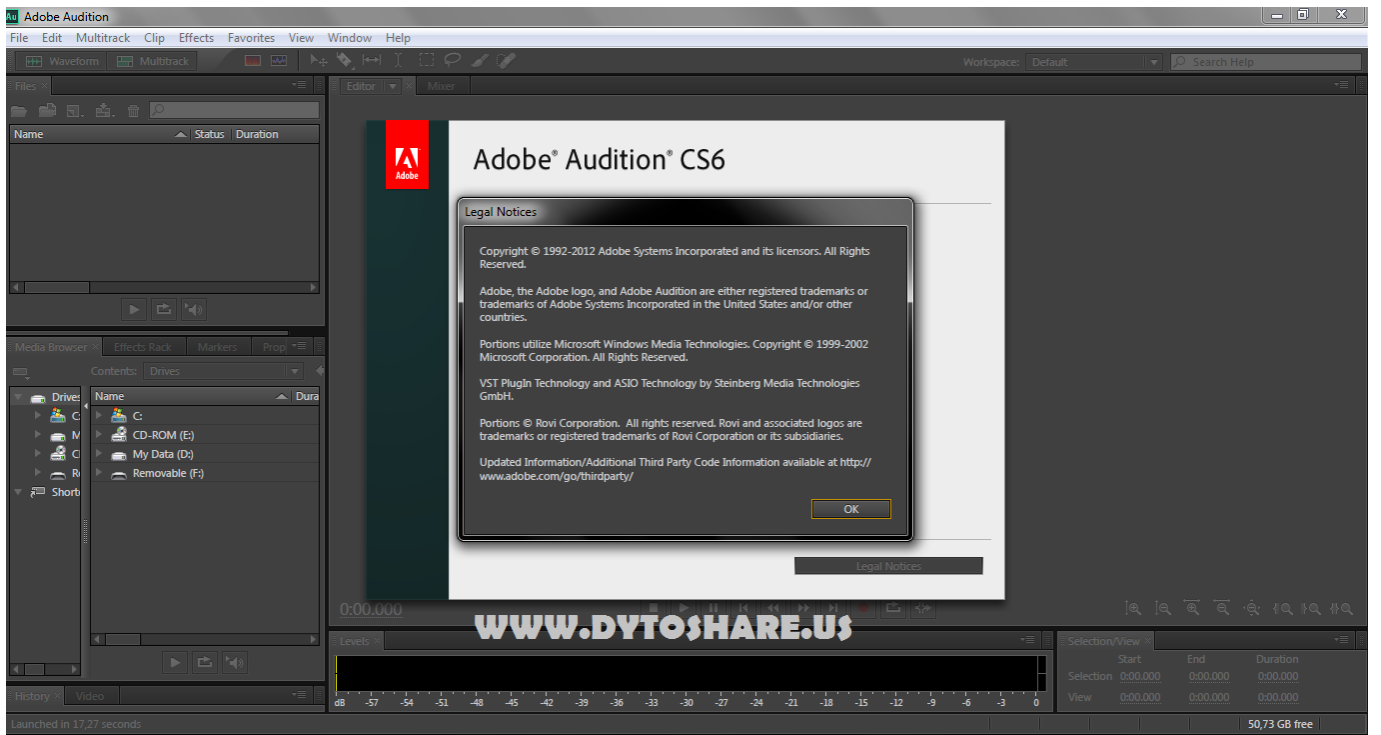 Au Adobe Audition
File Edit Multitrack Clip Effects Favorites View Window Help
Waveform Multitrack
Workspace: Default Search Help
Files
Name Status Duration
Editor Mixer
Adobe
Adobe® Audition® CS6
Legal Notices
Copyright © 1992-2012 Adobe Systems Incorporated and its licensors. All Rights
Reserved.
Adobe, the Adobe logo, and Adobe Audition are either registered trademarks or
trademarks of Adobe Systems Incorporated in the United States and/or other
countries.
Portions utilize Microsoft Windows Media Technologies. Copyright © 1999-2002
Microsoft Corporation. All Rights Reserved.
VST PlugIn Technology and ASIO Technology by Steinberg Media Technologies
GmbH.
Portions © Rovi Corporation. All rights reserved. Rovi and associated logos are
trademarks or registered trademarks of Rovi Corporation or its subsidiaries.
Updated Information/Additional Third Party Code Information available at http://
www.adobe.com/go/thirdparty/
OK
Legal Notices
Media Browser Effects Rack Markers Prop
Contents: Drives
Drives
C:
M
C
Re
Shorte
Name Dura
C:
CD-ROM (E:)
My Data (D:)
Removable (F:)
0:00.000
WWW.DYTOSHARE.US
History Video
Levels
dB -57 -54 -51 -48 -45 -42 -39 -36 -33 -30 -27 -24 -21 -18 -15 -12 -9 -6 -3 0
Selection/View
Start End Duration
Selection 0:00.000 0:00.000 0:00.000
View 0:00.000 0:00.000 0:00.000
Launched in 17,27 seconds
50,73 GB free